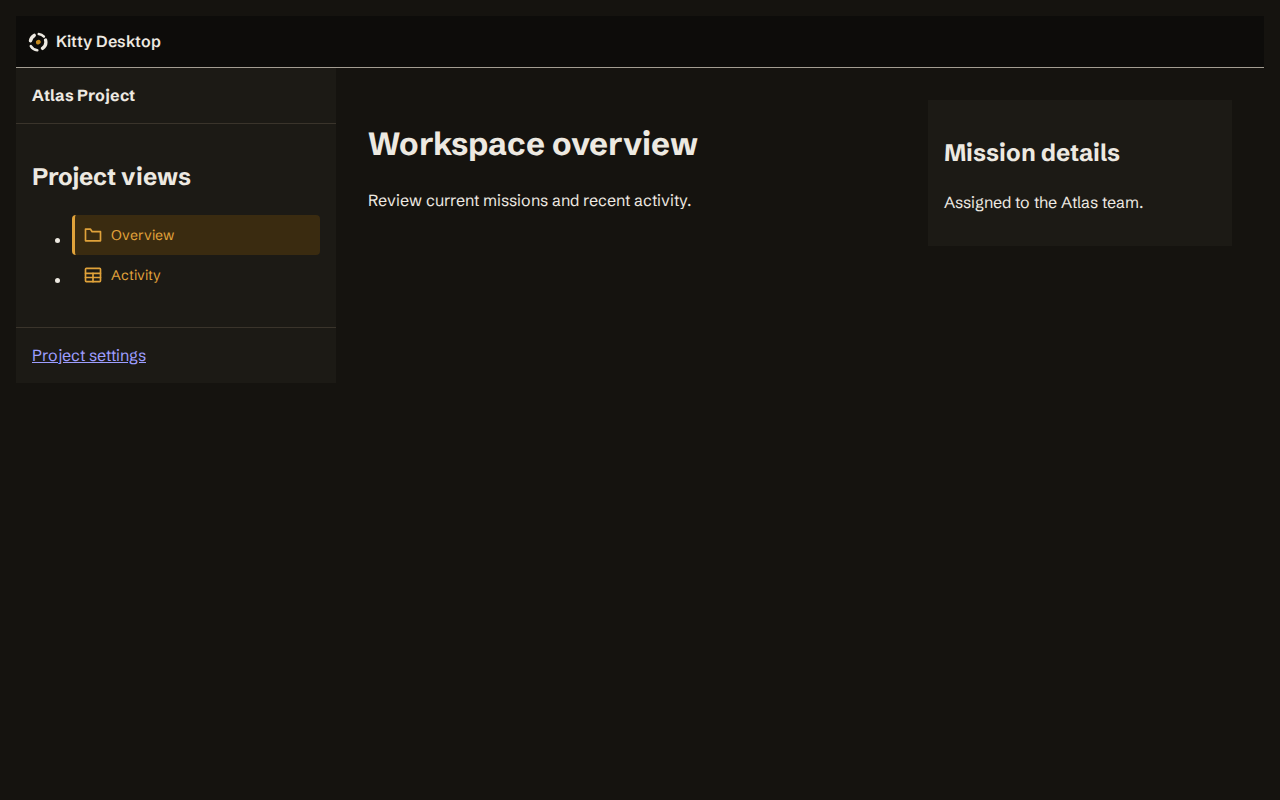 Kitty Desktop
Atlas Project
Project views
Overview
Activity
Project settings
Workspace overview
Review current missions and recent activity.
Mission details
Assigned to the Atlas team.